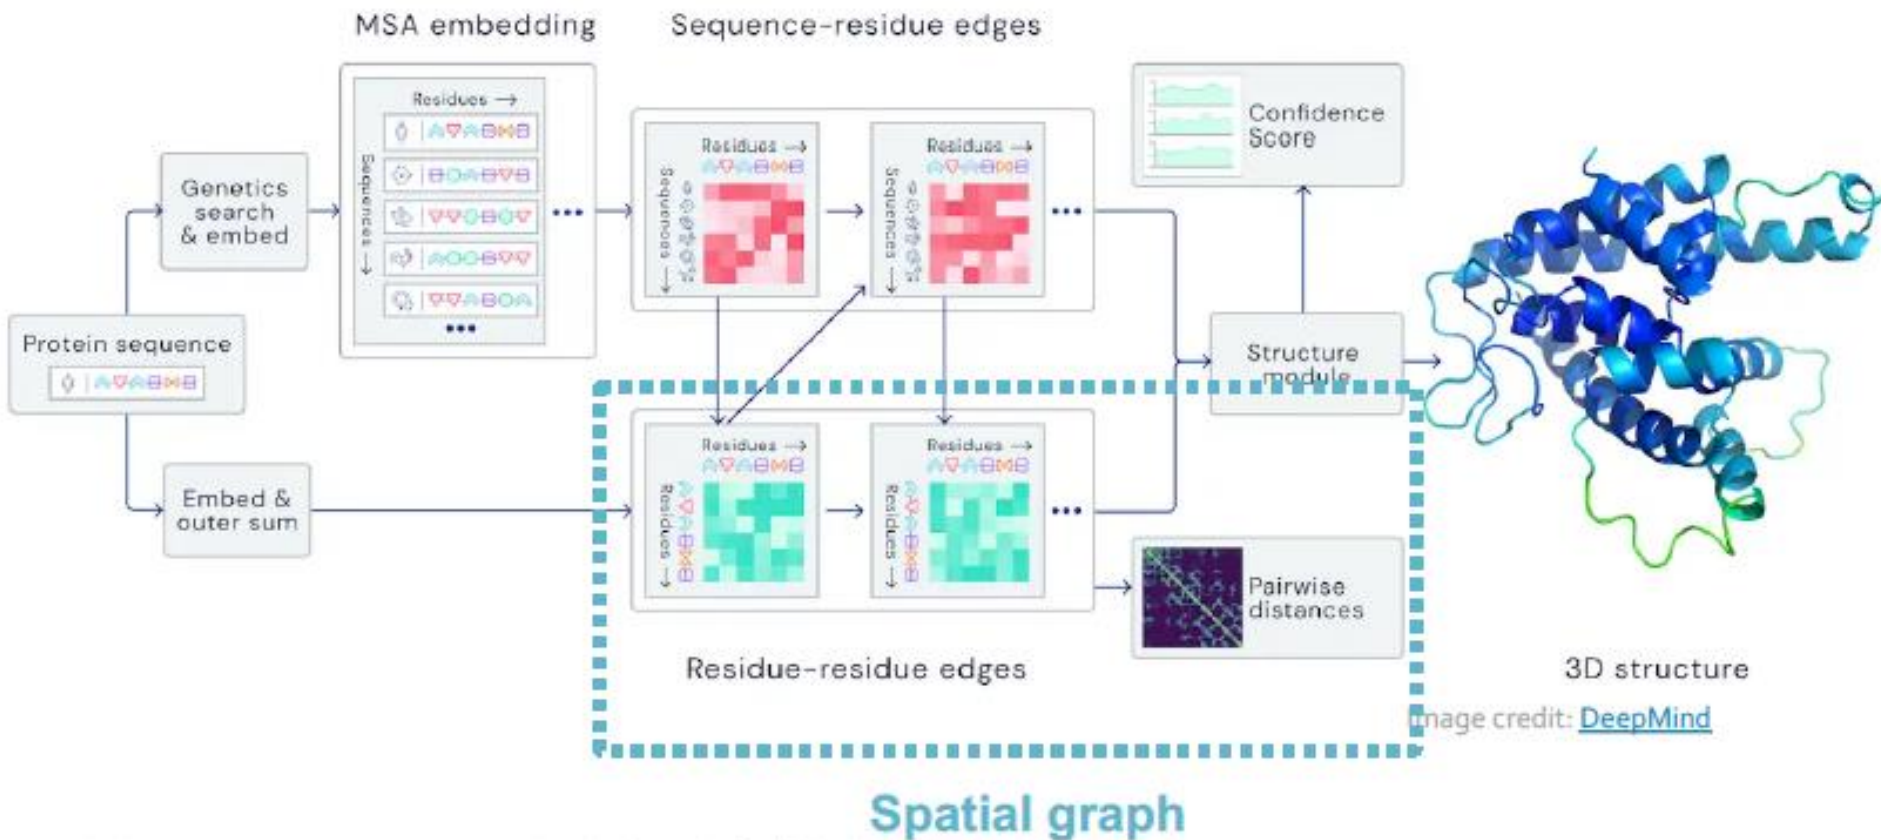 MSA embedding
Sequence-residue edges
Residues →
Sequences →
Genetics
search
& embed
Protein sequence
Embed &
outer sum
Residues →
Sequences →
Residues →
Sequences →
Confidence
Score
Structure
module
Residues →
Residues →
Residues →
Residues →
Pairwise
distances
Residue-residue edges
3D structure
Image credit: DeepMind
Spatial graph